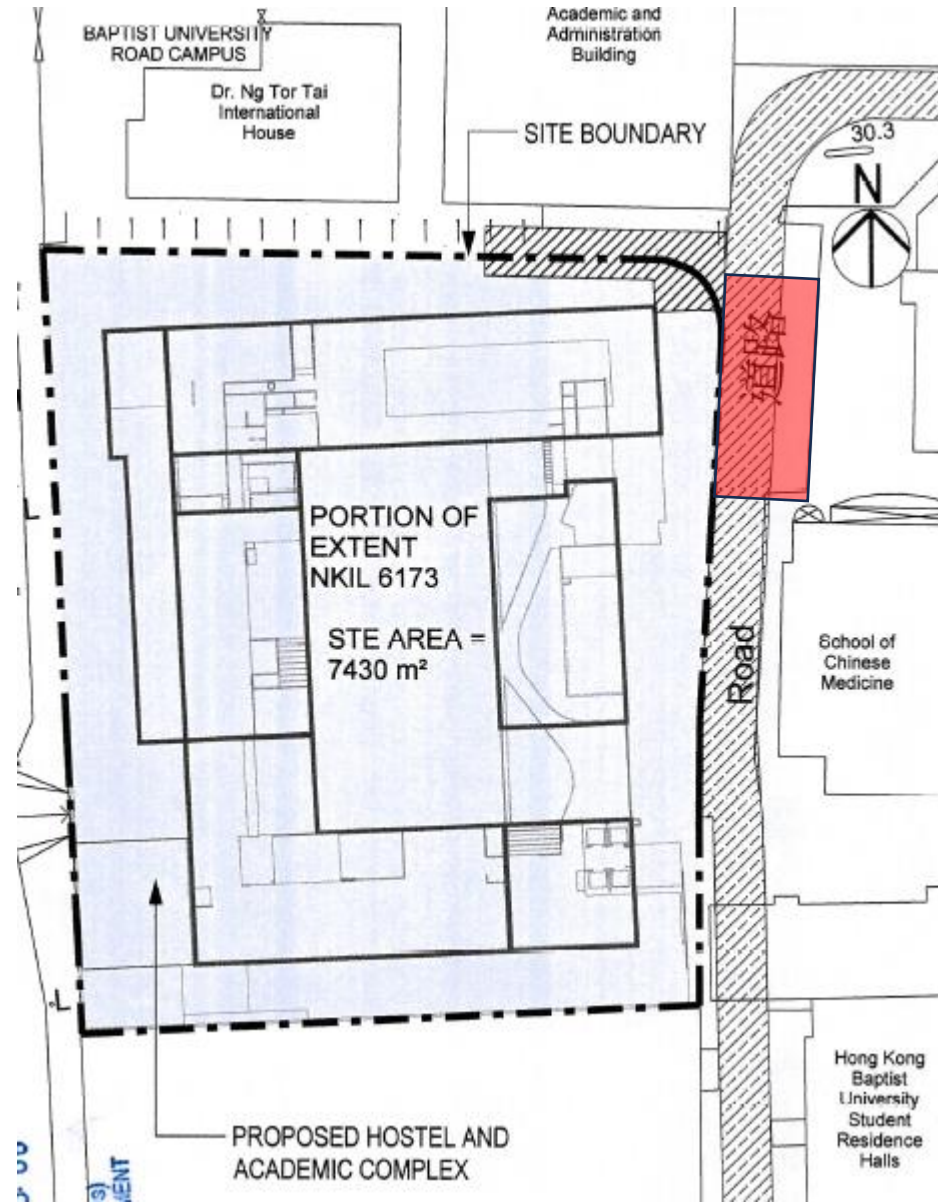 BAPTIST UNIVERSITY
ROAD CAMPUS
Dr. Ng Tor Tai
International
House
Academic and
Administration
Building
SITE BOUNDARY
30.3
N
道路
PORTION OF
EXTENT
NKIL 6173
STE AREA =
7430 m²
Road
School of
Chinese
Medicine
Hong Kong
Baptist
University
Student
Residence
Halls
PROPOSED HOSTEL AND
ACADEMIC COMPLEX